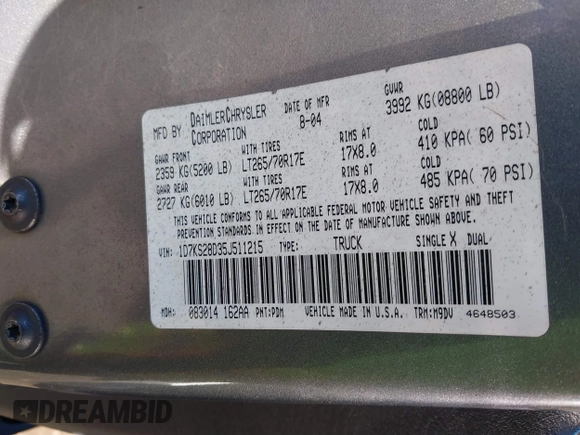 MFD BY DAIMLERCHRYSLER CORPORATION DATE OF MFR 8-04 GVWR 3992 KG(08800 LB)
GAWR FRONT WITH TIRES RIMS AT COLD
2359 KG(5200 LB) LT265/70R17E 17X8.0 410 KPA( 60 PSI)
GAWR REAR WITH TIRES RIMS AT COLD
2727 KG(6010 LB) LT265/70R17E 17X8.0 485 KPA( 70 PSI)
THIS VEHICLE CONFORMS TO ALL APPLICABLE FEDERAL MOTOR VEHICLE SAFETY AND THEFT
PREVENTION STANDARDS IN EFFECT ON THE DATE OF MANUFACTURE SHOWN ABOVE.
VIN: 1D7KS28D35J511215 TYPE: TRUCK SINGLE X DUAL
MDH: 083014 162AA PNT:PDM VEHICLE MADE IN U.S.A. TRM:M9DV 4648503
DREAMBID